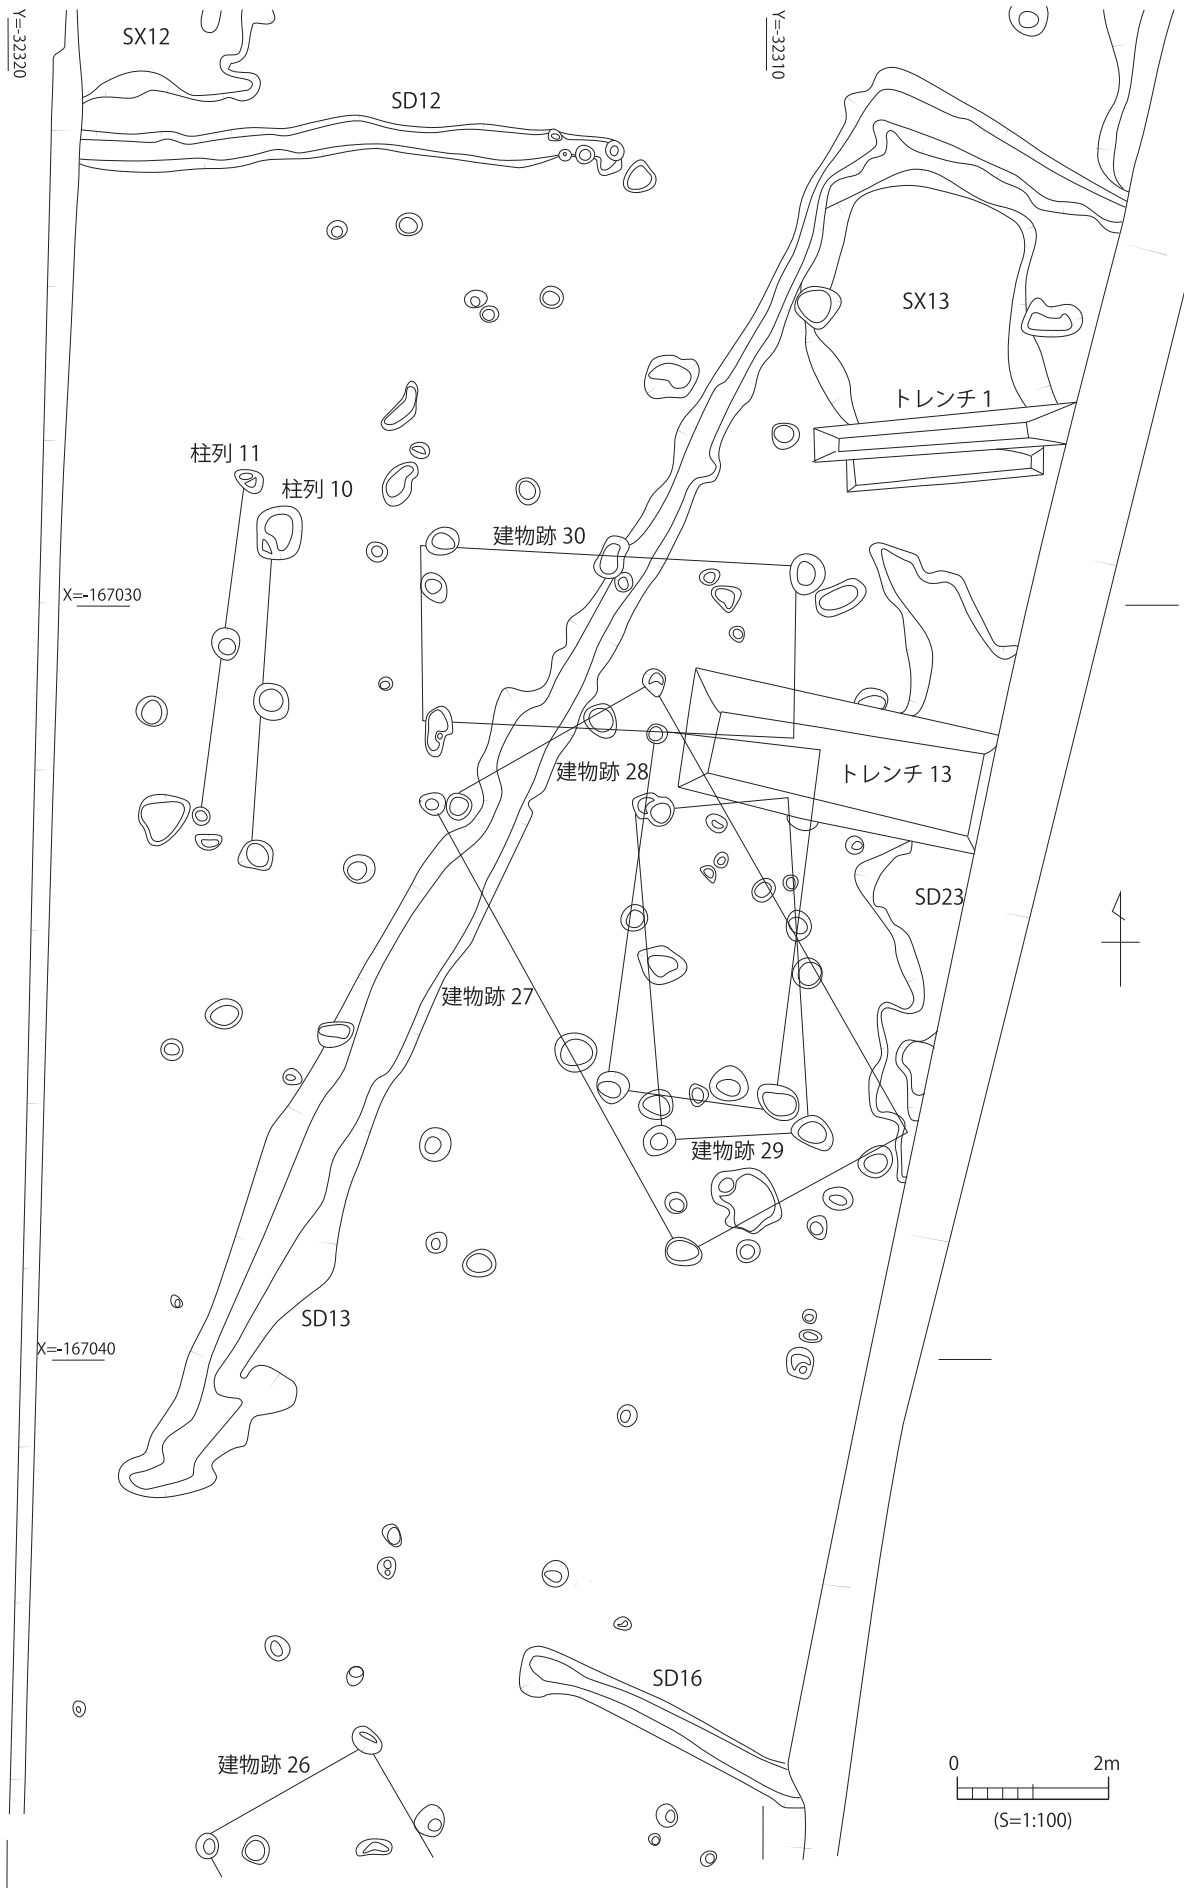 Y=-32320
Y=-32310
SX12
SD12
SX13
トレンチ 1
柱列 11
柱列 10
建物跡 30
X=-167030
建物跡 28
トレンチ 13
SD23
建物跡 27
建物跡 29
SD13
X=-167040
SD16
建物跡 26
0 2m
(S=1:100)